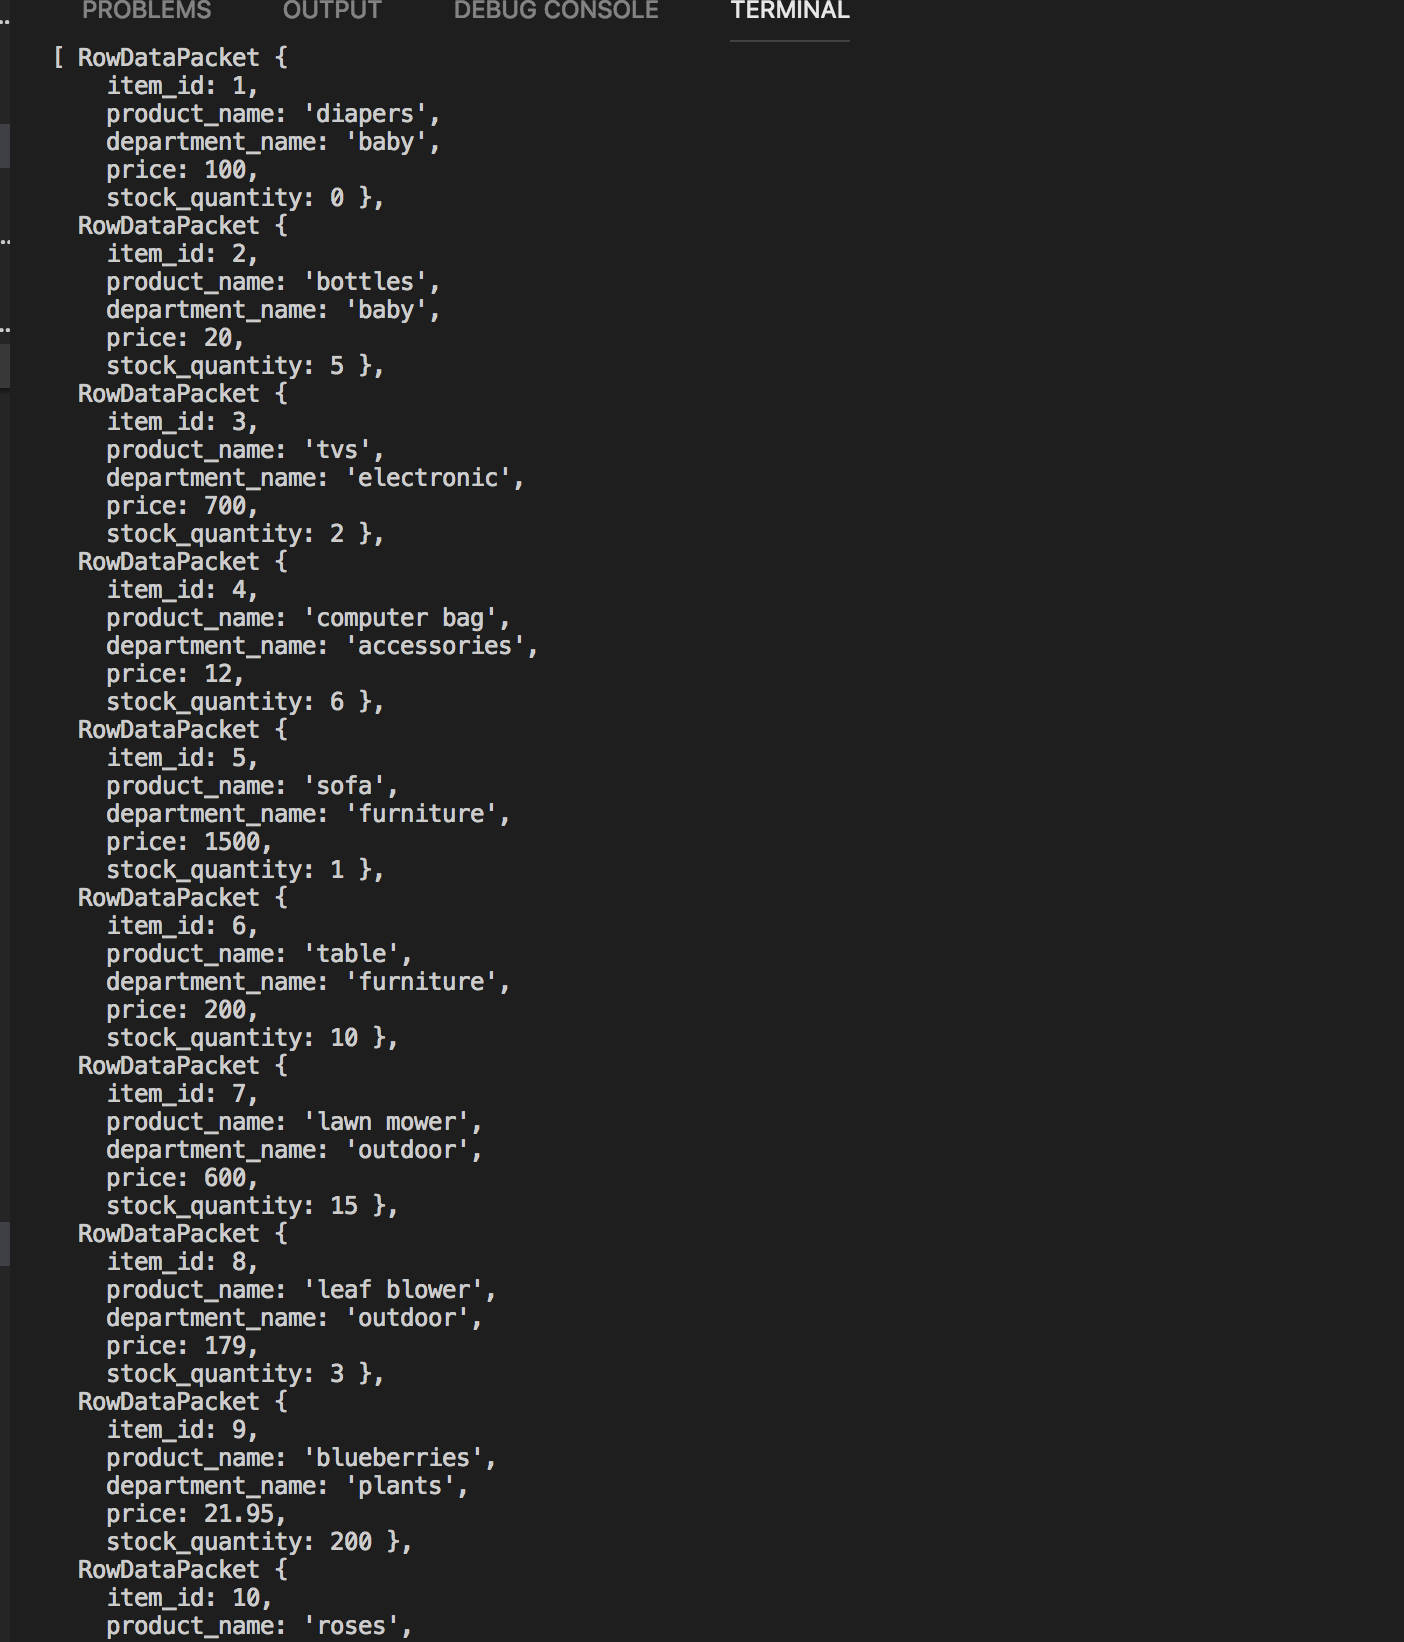 PROBLEMS OUTPUT DEBUG CONSOLE TERMINAL
[ RowDataPacket {
item_id: 1,
product_name: 'diapers',
department_name: 'baby',
price: 100,
stock_quantity: 0 },
RowDataPacket {
item_id: 2,
product_name: 'bottles',
department_name: 'baby',
price: 20,
stock_quantity: 5 },
RowDataPacket {
item_id: 3,
product_name: 'tvs',
department_name: 'electronic',
price: 700,
stock_quantity: 2 },
RowDataPacket {
item_id: 4,
product_name: 'computer bag',
department_name: 'accessories',
price: 12,
stock_quantity: 6 },
RowDataPacket {
item_id: 5,
product_name: 'sofa',
department_name: 'furniture',
price: 1500,
stock_quantity: 1 },
RowDataPacket {
item_id: 6,
product_name: 'table',
department_name: 'furniture',
price: 200,
stock_quantity: 10 },
RowDataPacket {
item_id: 7,
product_name: 'lawn mower',
department_name: 'outdoor',
price: 600,
stock_quantity: 15 },
RowDataPacket {
item_id: 8,
product_name: 'leaf blower',
department_name: 'outdoor',
price: 179,
stock_quantity: 3 },
RowDataPacket {
item_id: 9,
product_name: 'blueberries',
department_name: 'plants',
price: 21.95,
stock_quantity: 200 },
RowDataPacket {
item_id: 10,
product_name: 'roses',